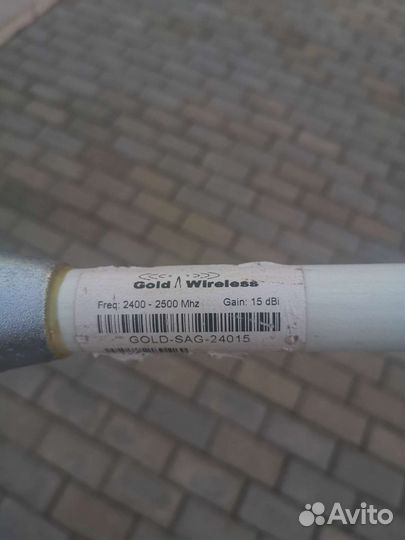 Gold Wireless
Freq: 2400 - 2500 Mhz Gain: 15 dBi
GOLD-SAG-24015
Avito